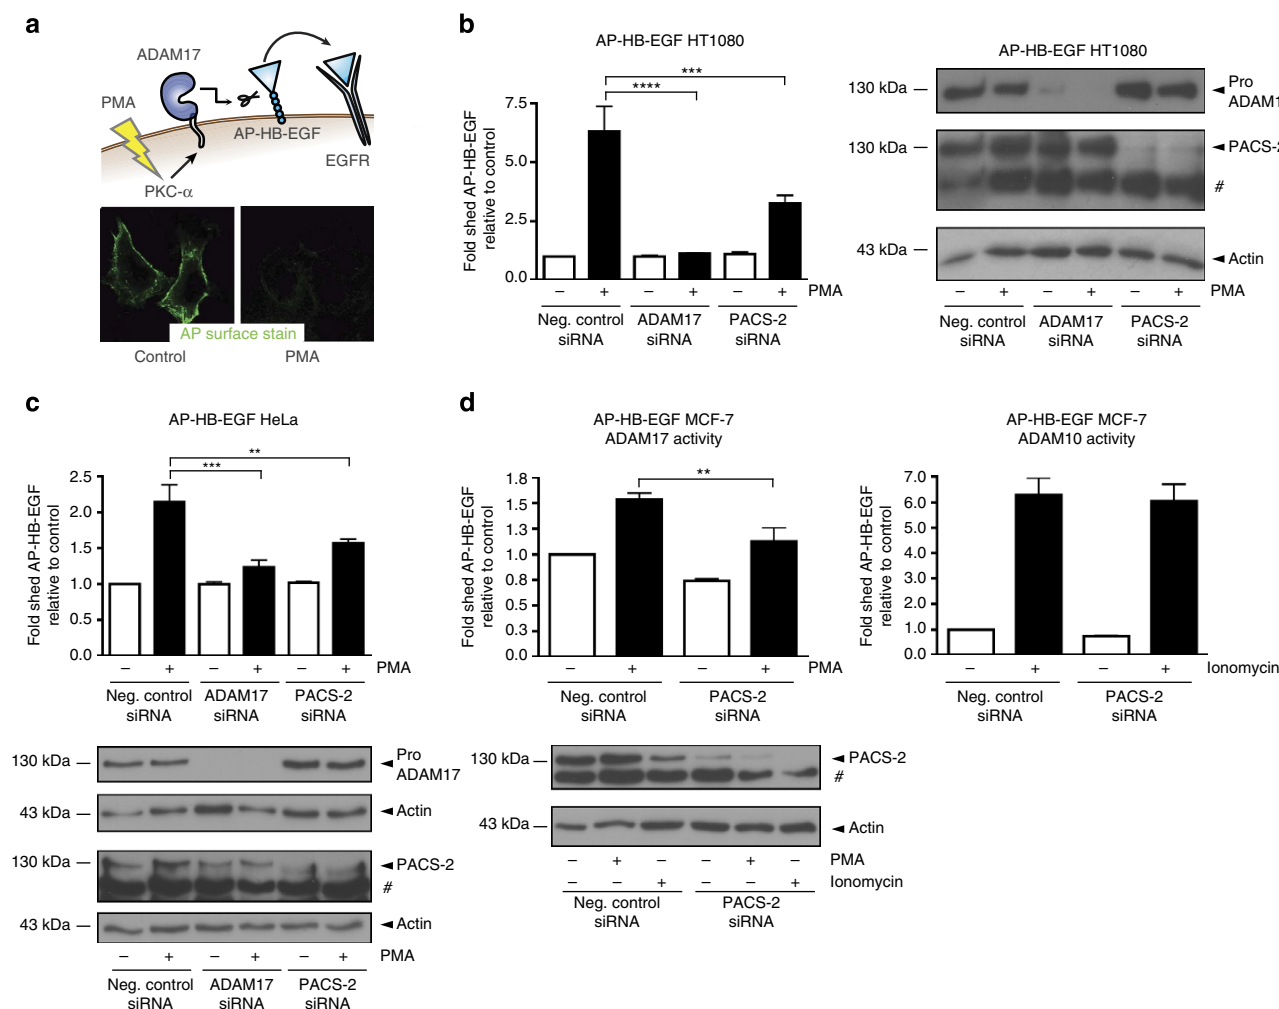 a
ADAM17
PMA
AP-HB-EGF
EGFR
PKC-α
AP surface stain
Control
PMA
b
AP-HB-EGF HT1080
Fold shed AP-HB-EGF
relative to control
7.5
5.0
2.5
0.0
***
****
– + – + – + PMA
Neg. control
siRNA
ADAM17
siRNA
PACS-2
siRNA
AP-HB-EGF HT1080
130 kDa
Pro
ADAM1
130 kDa
PACS-2
#
43 kDa
Actin
– + – + – + PMA
Neg. control
siRNA
ADAM17
siRNA
PACS-2
siRNA
c
AP-HB-EGF HeLa
Fold shed AP-HB-EGF
relative to control
2.5
2.0
1.5
1.0
0.5
0.0
**
***
– + – + – + PMA
Neg. control
siRNA
ADAM17
siRNA
PACS-2
siRNA
130 kDa
Pro
ADAM17
43 kDa
Actin
130 kDa
PACS-2
#
43 kDa
Actin
– + – + – + PMA
Neg. control
siRNA
ADAM17
siRNA
PACS-2
siRNA
d
AP-HB-EGF MCF-7
ADAM17 activity
Fold shed AP-HB-EGF
relative to control
1.8
1.5
1.3
1.0
0.8
0.5
0.3
0.0
**
– + – + PMA
Neg. control
siRNA
PACS-2
siRNA
AP-HB-EGF MCF-7
ADAM10 activity
Fold shed AP-HB-EGF
relative to control
7.0
6.0
5.0
4.0
3.0
2.0
1.0
0.0
– + – + Ionomycin
Neg. control
siRNA
PACS-2
siRNA
130 kDa
PACS-2
#
43 kDa
Actin
– + – – + – PMA
– – + – – + Ionomycin
Neg. control
siRNA
PACS-2
siRNA